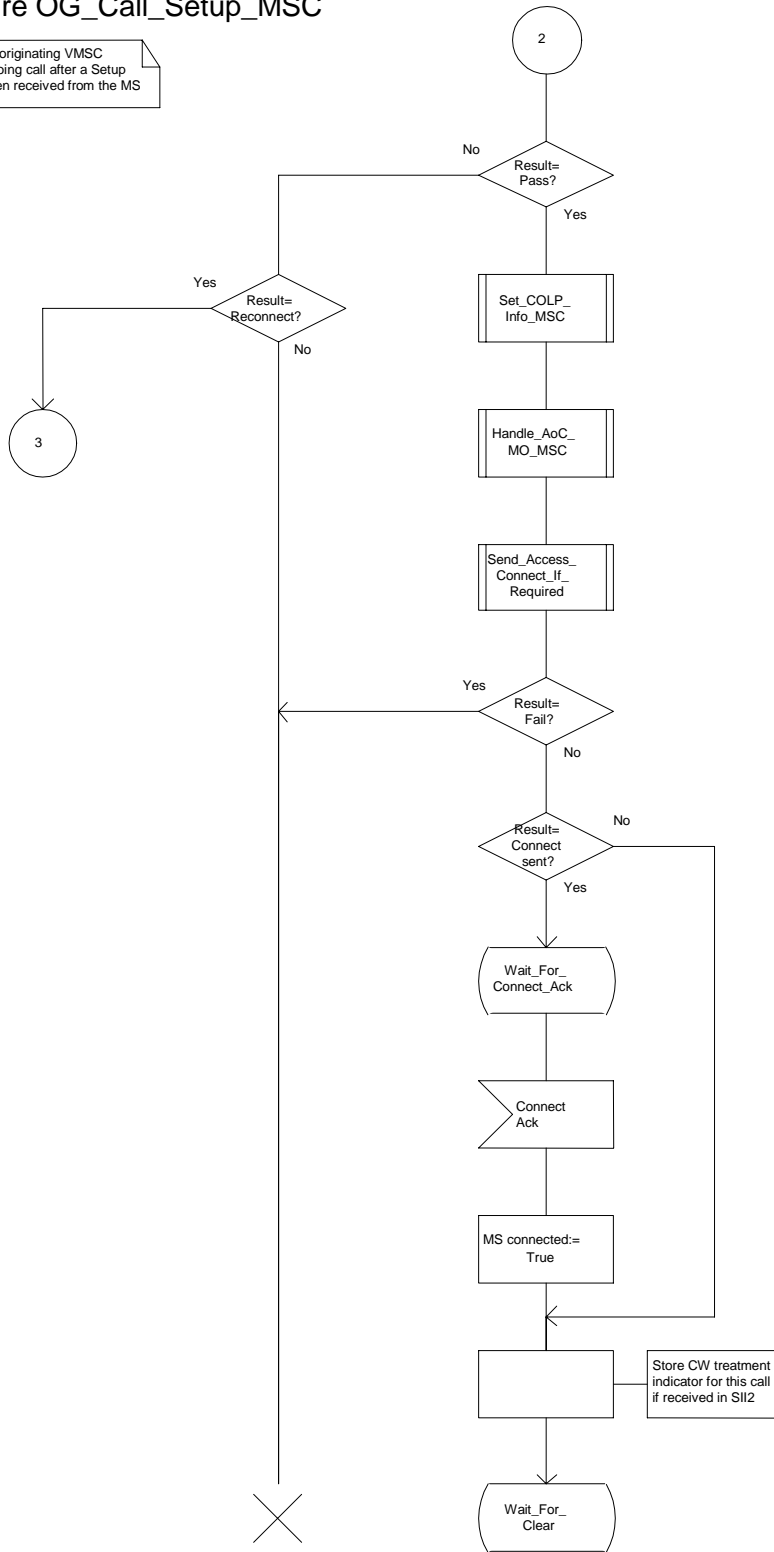 re OG_Call_Setup_MSC
originating VMSC
oing call after a Setup
en received from the MS
2
No
Result=
Pass?
Yes
Yes
Result=
Reconnect?
No
Set_COLP_
Info_MSC
3
Handle_AoC_
MO_MSC
Send_Access_
Connect_If_
Required
Yes
Result=
Fail?
No
Result=
Connect
sent?
No
Yes
Wait_For_
Connect_Ack
Connect
Ack
MS connected:=
True
Store CW treatment
indicator for this call
if received in SII2
Wait_For_
Clear